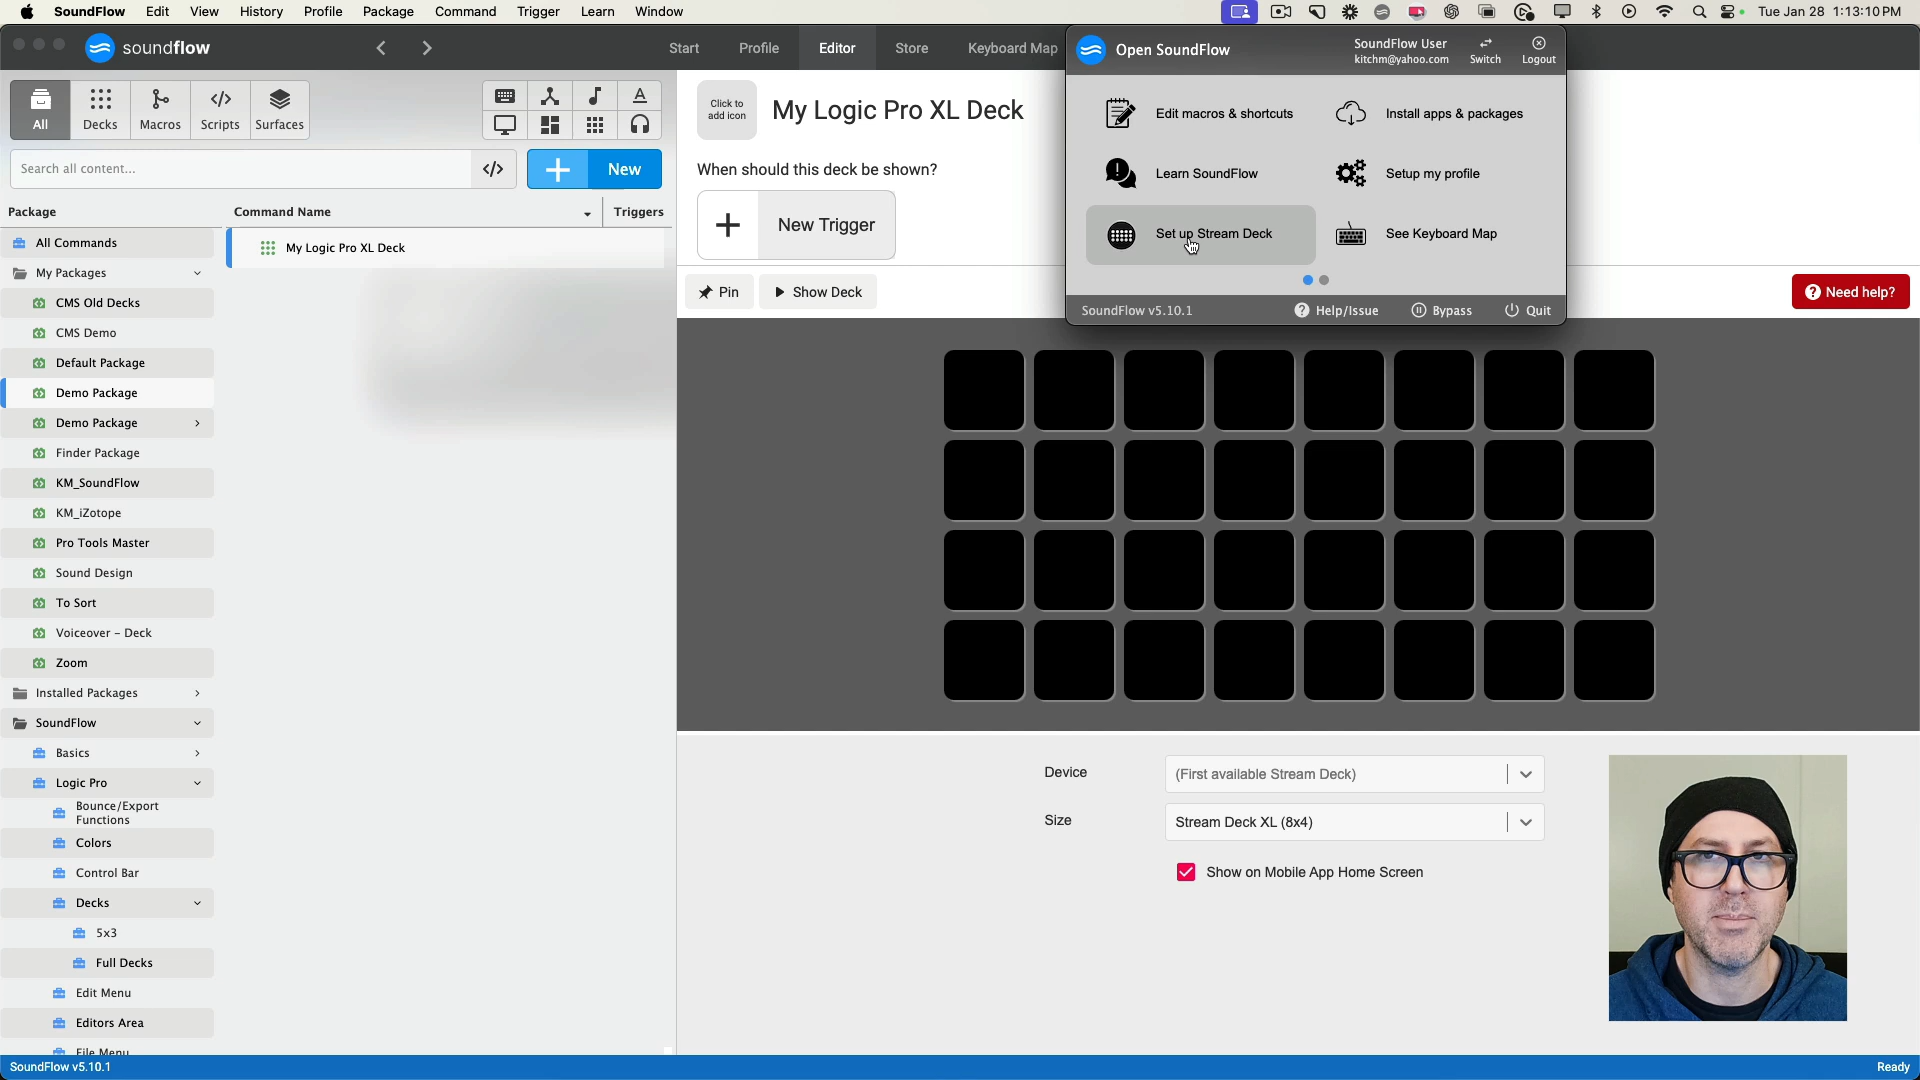 SoundFlow Edit View History Profile Package Command Trigger Learn Window Tue Jan 28 1:13:10 PM
soundflow Start Profile Editor Store Keyboard Map
Open SoundFlow
SoundFlow User
kitchm@yahoo.com
Switch
Logout
All
Decks
Macros
Scripts
Surfaces
Search all content...
New
Package
Command Name
Triggers
All Commands
My Packages
CMS Old Decks
CMS Demo
Default Package
Demo Package
Demo Package
Finder Package
KM_SoundFlow
KM_iZotope
Pro Tools Master
Sound Design
To Sort
Voiceover - Deck
Zoom
Installed Packages
SoundFlow
Basics
Logic Pro
Bounce/Export
Functions
Colors
Control Bar
Decks
5x3
Full Decks
Edit Menu
Editors Area
File Menu
My Logic Pro XL Deck
Click to
add icon
My Logic Pro XL Deck
When should this deck be shown?
New Trigger
Pin
Show Deck
Edit macros & shortcuts
Install apps & packages
Learn SoundFlow
Setup my profile
Set up Stream Deck
See Keyboard Map
SoundFlow v5.10.1
Help/Issue
Bypass
Quit
Need help?
Device
(First available Stream Deck)
Size
Stream Deck XL (8x4)
Show on Mobile App Home Screen
SoundFlow v5.10.1
Ready